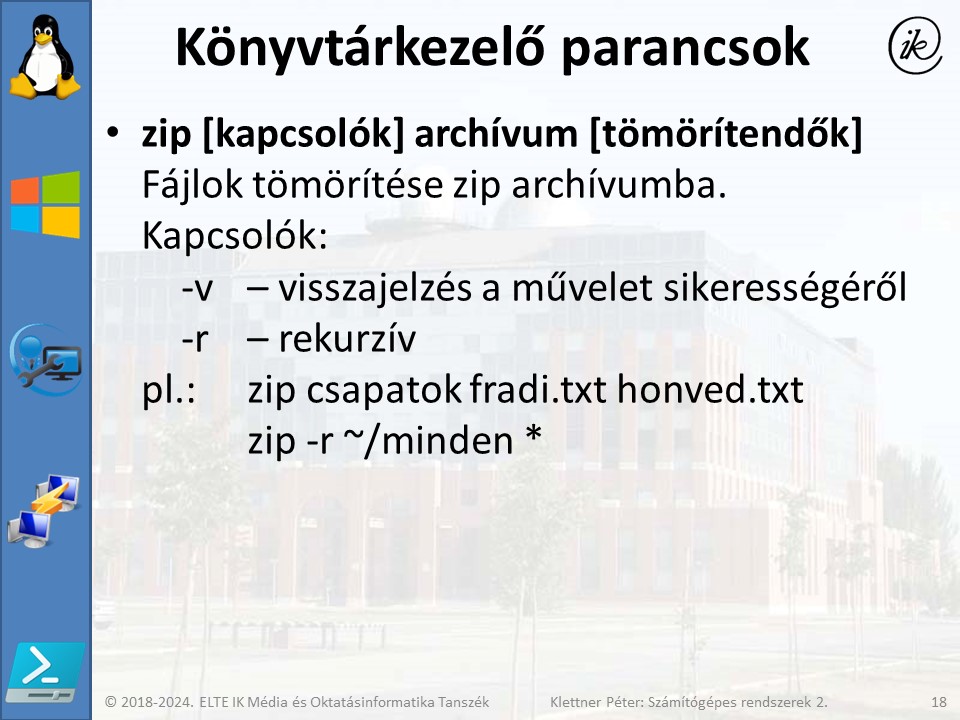 Könyvtárkezelő parancsok
ik
• zip [kapcsolók] archívum [tömörítendők]
Fájlok tömörítése zip archívumba.
Kapcsolók:
-v – visszajelzés a művelet sikerességéről
-r – rekurzív
pl.: zip csapatok fradi.txt honved.txt
zip -r ~/minden *
© 2018-2024. ELTE IK Média és Oktatásinformatika Tanszék Klettner Péter: Számítógépes rendszerek 2. 18